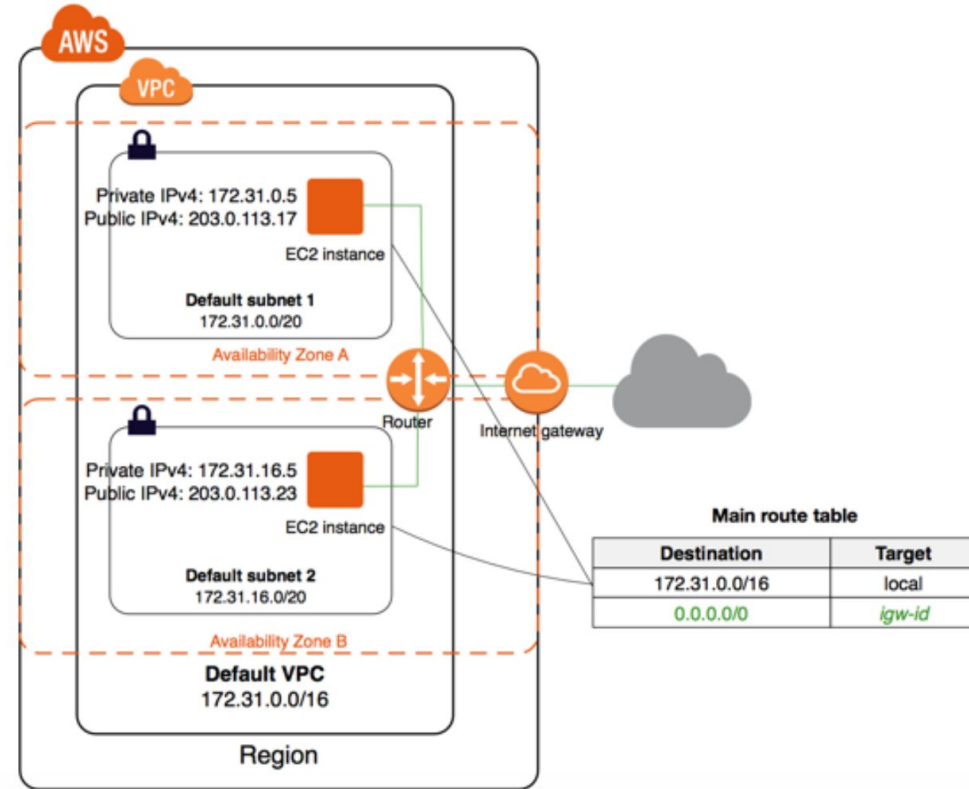 AWS
VPC
Private IPv4: 172.31.0.5
Public IPv4: 203.0.113.17
EC2 instance
Default subnet 1
172.31.0.0/20
Availability Zone A
Router
Internet gateway
Private IPv4: 172.31.16.5
Public IPv4: 203.0.113.23
EC2 instance
Default subnet 2
172.31.16.0/20
Availability Zone B
Default VPC
172.31.0.0/16
Region
Main route table
Destination Target
172.31.0.0/16 local
0.0.0.0/0 igw-id